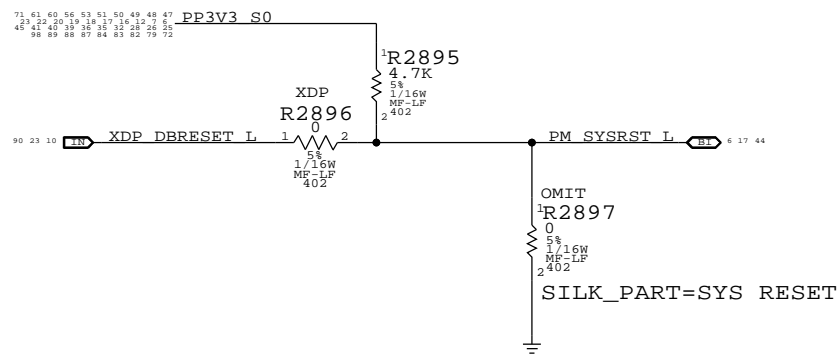 71 61 60 56 53 51 50 49 48 47
23 22 20 19 18 17 16 12 7 6
45 41 40 39 36 35 32 28 26 25
98 89 88 87 84 83 82 79 72
PP3V3_S0
1
R2895
4.7K
5%
1/16W
MF-LF
402
2
XDP
R2896
90 23 10
IN
XDP_DBRESET_L
1
0
2
5%
1/16W
MF-LF
402
PM_SYSRST_L
BI
6 17 44
OMIT
1
R2897
0
5%
1/16W
MF-LF
402
2
SILK_PART=SYS RESET